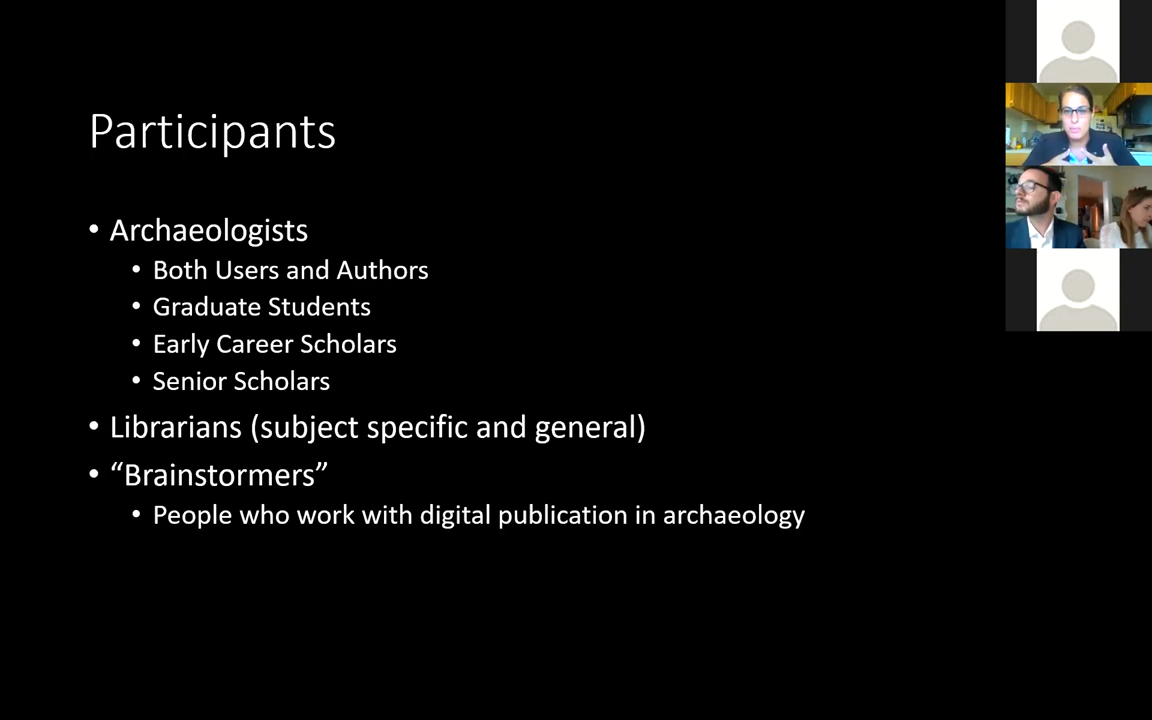 Participants
• Archaeologists
• Both Users and Authors
• Graduate Students
• Early Career Scholars
• Senior Scholars
• Librarians (subject specific and general)
• “Brainstormers”
• People who work with digital publication in archaeology